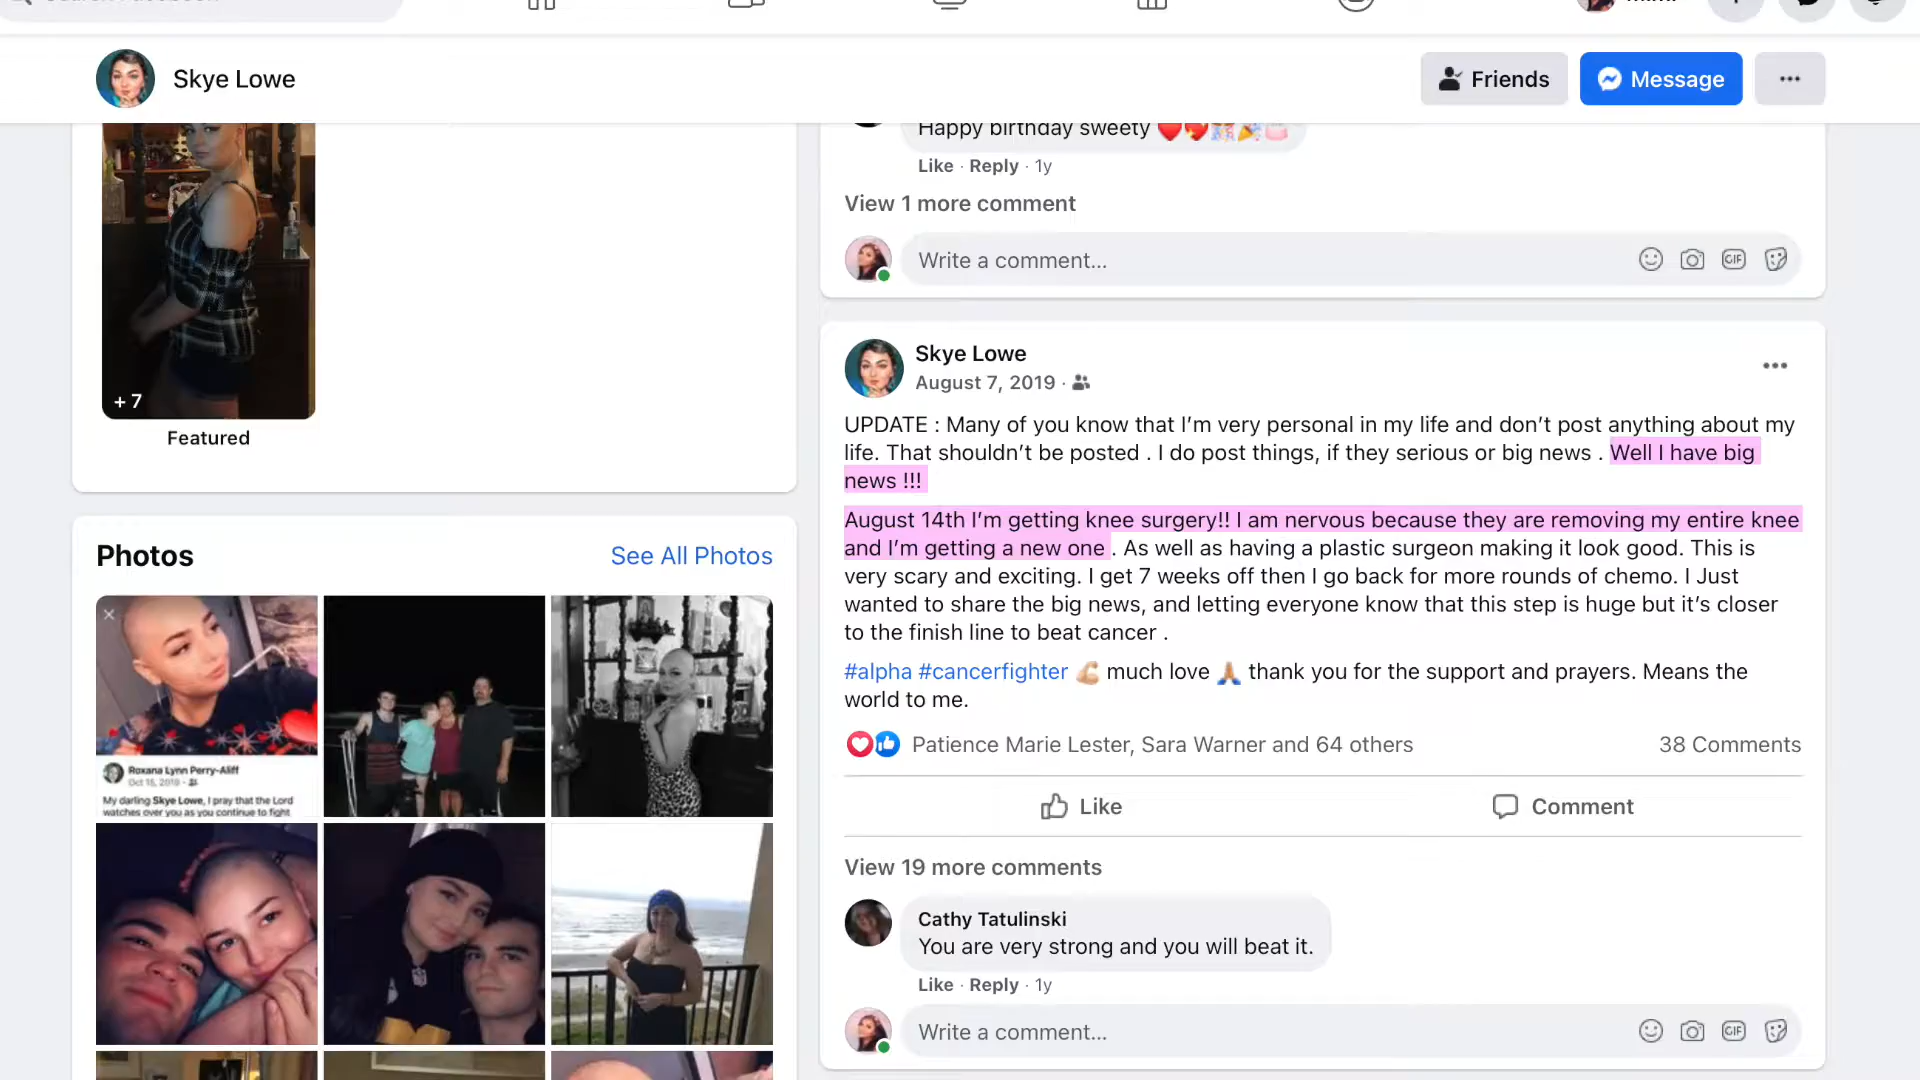 Skye Lowe
Friends
Message
Happy birthday sweety
Like · Reply · 1y
View 1 more comment
Write a comment...
GIF
+ 7
Featured
Photos
See All Photos
Roxana Lynn Perry-Aliff
Oct 15, 2019 ·
My darling Skye Lowe, I pray that the Lord
watches over you as you continue to fight
Skye Lowe
August 7, 2019 ·
UPDATE : Many of you know that I’m very personal in my life and don’t post anything about my
life. That shouldn’t be posted . I do post things, if they serious or big news . Well I have big
news !!!
August 14th I’m getting knee surgery!! I am nervous because they are removing my entire knee
and I’m getting a new one . As well as having a plastic surgeon making it look good. This is
very scary and exciting. I get 7 weeks off then I go back for more rounds of chemo. I Just
wanted to share the big news, and letting everyone know that this step is huge but it’s closer
to the finish line to beat cancer .
#alpha #cancerfighter 💪🏼 much love 🙏🏼 thank you for the support and prayers. Means the
world to me.
Patience Marie Lester, Sara Warner and 64 others
38 Comments
Like
Comment
View 19 more comments
Cathy Tatulinski
You are very strong and you will beat it.
Like · Reply · 1y
Write a comment...
GIF